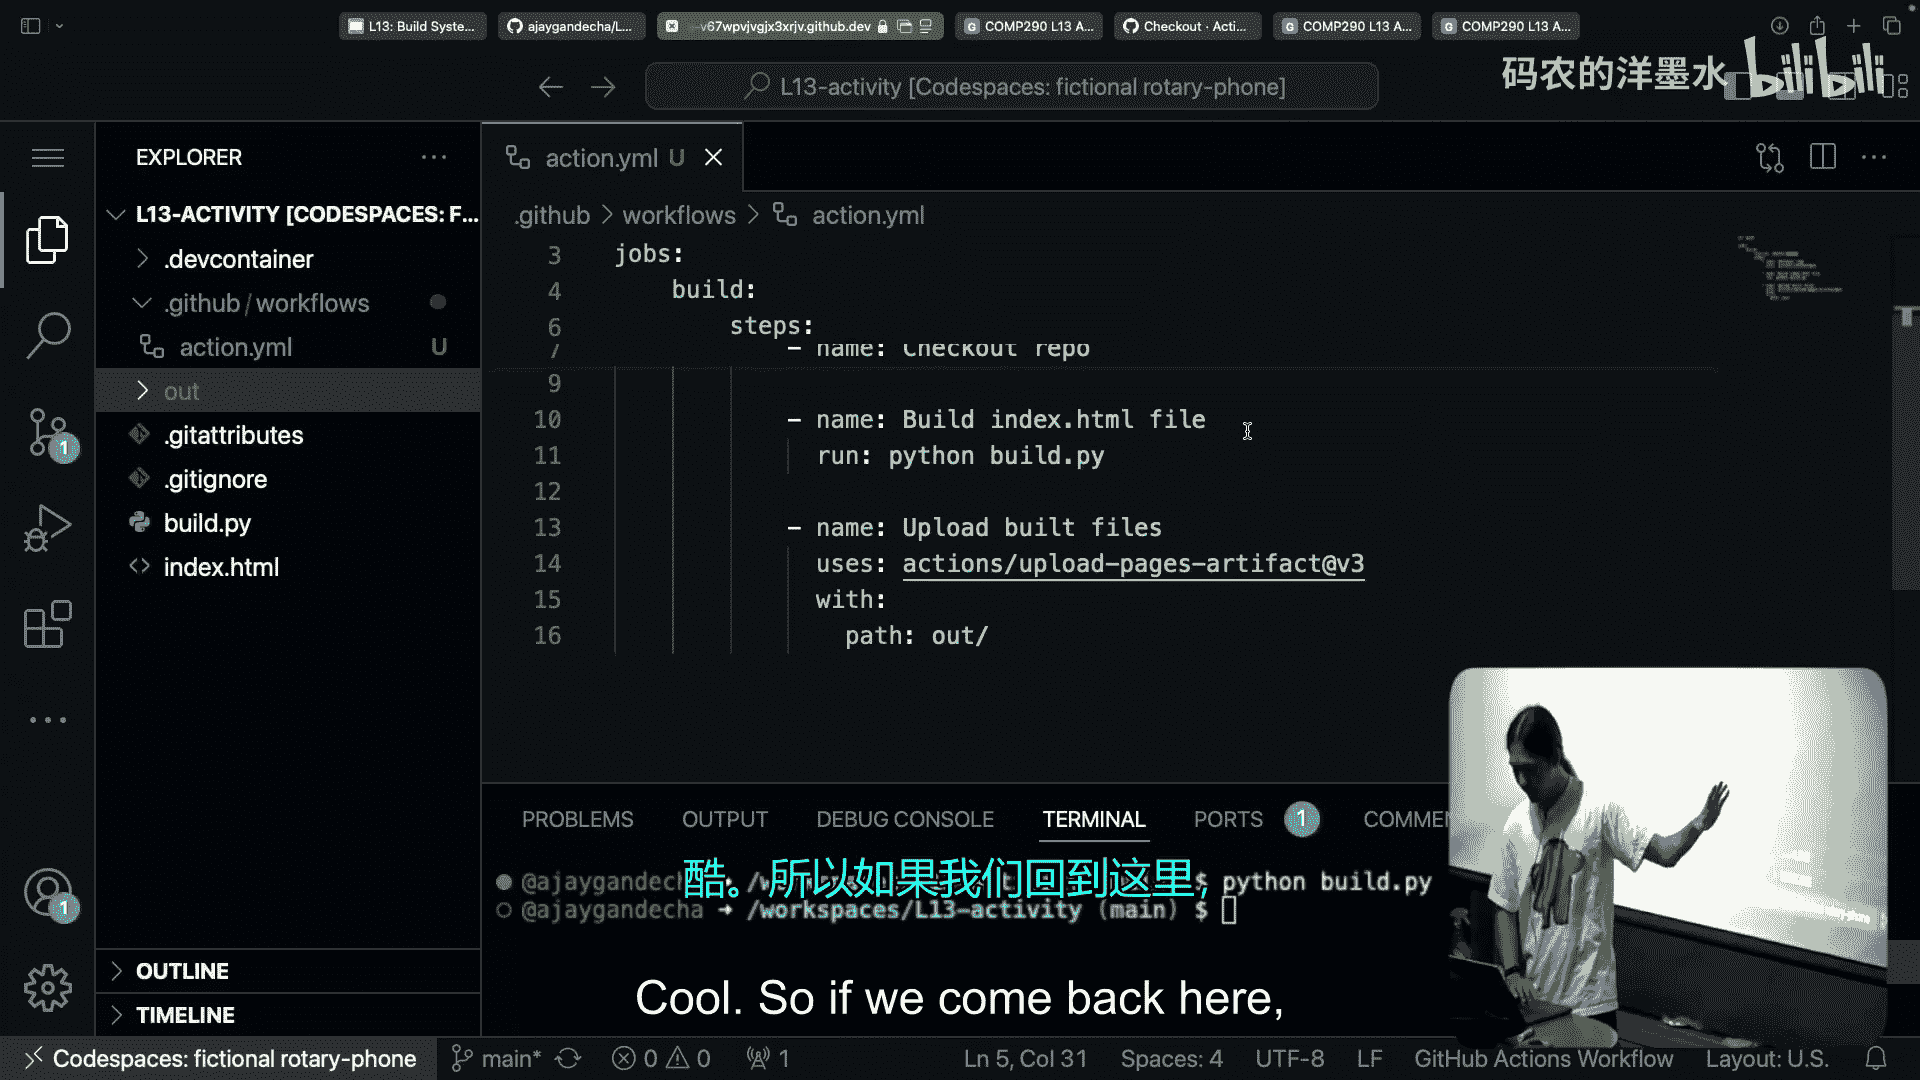 L13: Build Syste...
ajaygandecha/L...
v67wpvjvgjx3xrjv.github.dev
COMP290 L13 A...
Checkout · Acti...
COMP290 L13 A...
COMP290 L13 A...
码农的洋墨水 bilibili
L13-activity [Codespaces: fictional rotary-phone]
EXPLORER
action.yml U
L13-ACTIVITY [CODESPACES: F...
.github > workflows > action.yml
.devcontainer
.github/workflows
action.yml U
out
.gitattributes
.gitignore
build.py
index.html
3 jobs:
4 build:
6 steps:
7 - name: Checkout repo
9
10 - name: Build index.html file
11 run: python build.py
12
13 - name: Upload built files
14 uses: actions/upload-pages-artifact@v3
15 with:
16 path: out/
1
1
PROBLEMS OUTPUT DEBUG CONSOLE TERMINAL PORTS 1 COMMEN
酷。所以如果我们回到这里,
@ajaygandech $ python build.py
@ajaygandecha → /workspaces/L13-activity (main) $
Cool. So if we come back here,
OUTLINE
TIMELINE
Codespaces: fictional rotary-phone main* 0 0 1 Ln 5, Col 31 Spaces: 4 UTF-8 LF GitHub Actions Workflow Layout: U.S.